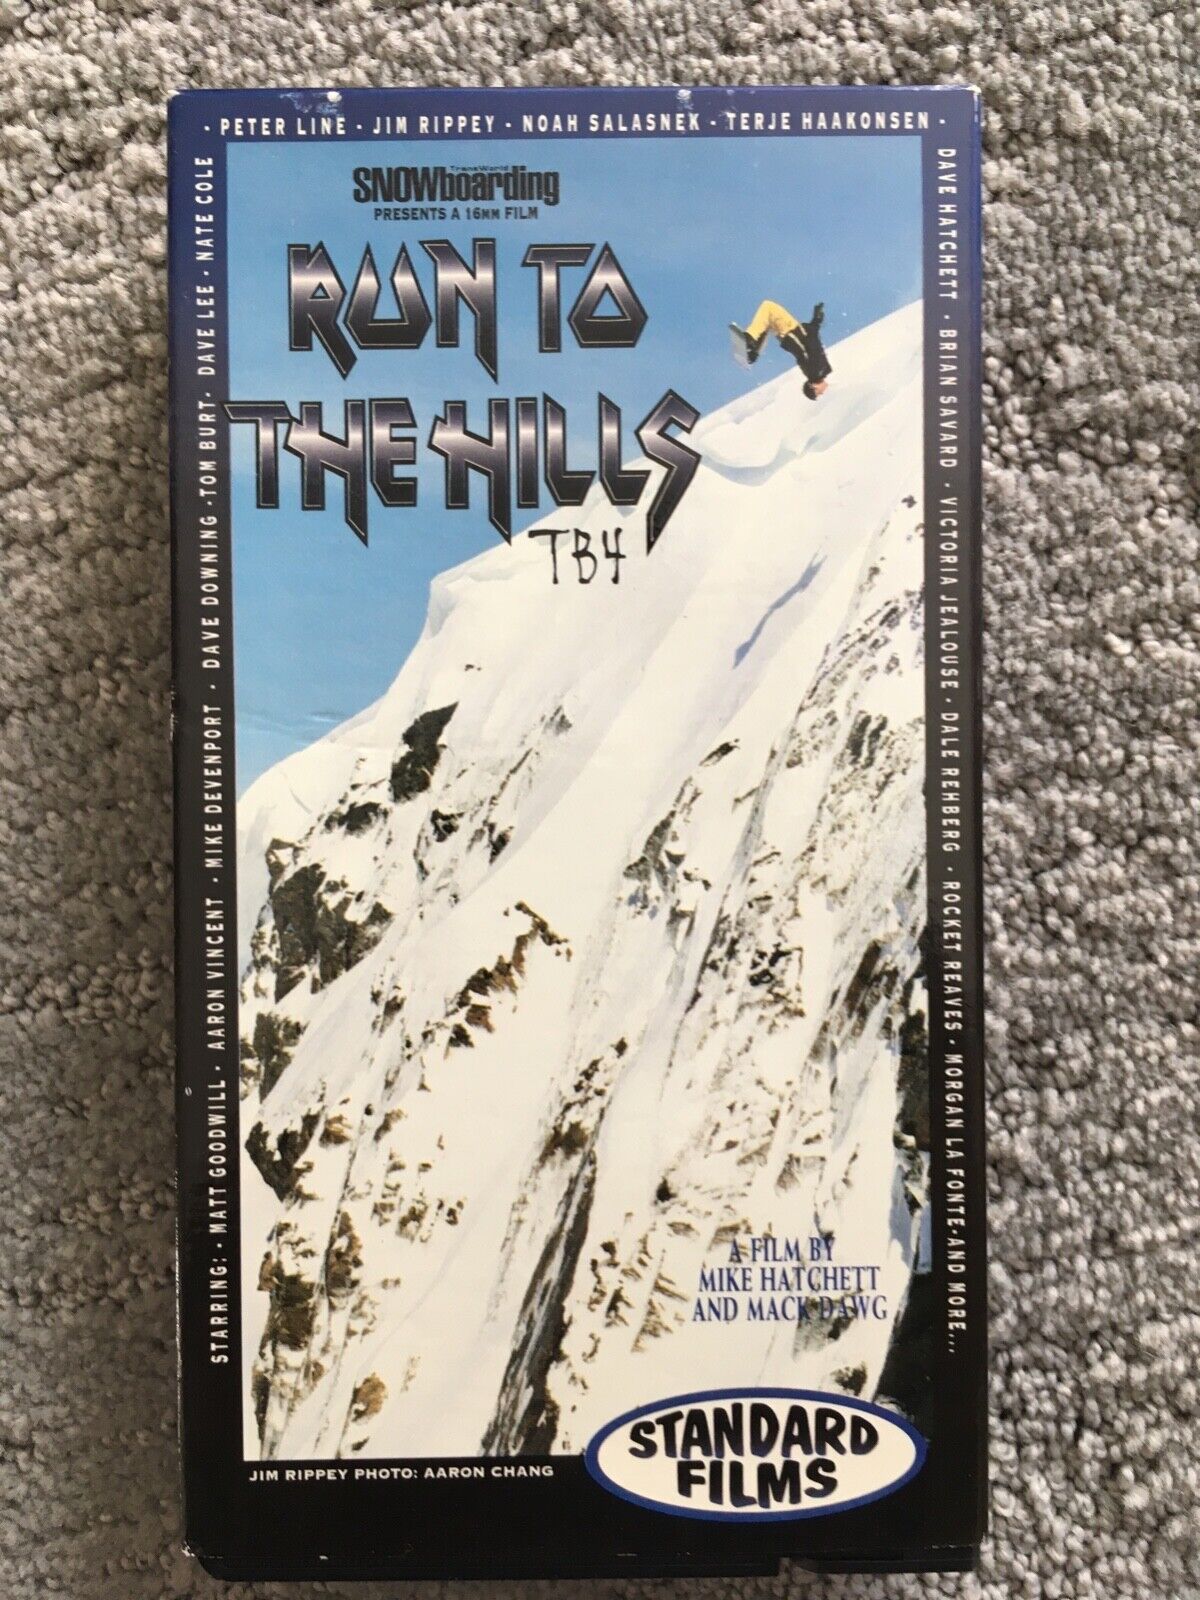 · PETER LINE · JIM RIPPEY · NOAH SALASNEK · TERJE HAAKONSEN ·
DAVE HATCHETT · BRIAN SAVARD · VICTORIA JEALOUSE · DALE REHBERG · ROCKET REAVES · MORGAN LA FONTE · AND MORE...
STARRING: · MATT GOODWILL · AARON VINCENT · MIKE DEVENPORT · DAVE DOWNING · TOM BURT · DAVE LEE · NATE COLE
TransWorld
SNOWboarding
PRESENTS A 16MM FILM
RUN TO
THE HILLS
TB4
A FILM BY
MIKE HATCHETT
AND MACK DAWG
STANDARD
FILMS
JIM RIPPEY PHOTO: AARON CHANG